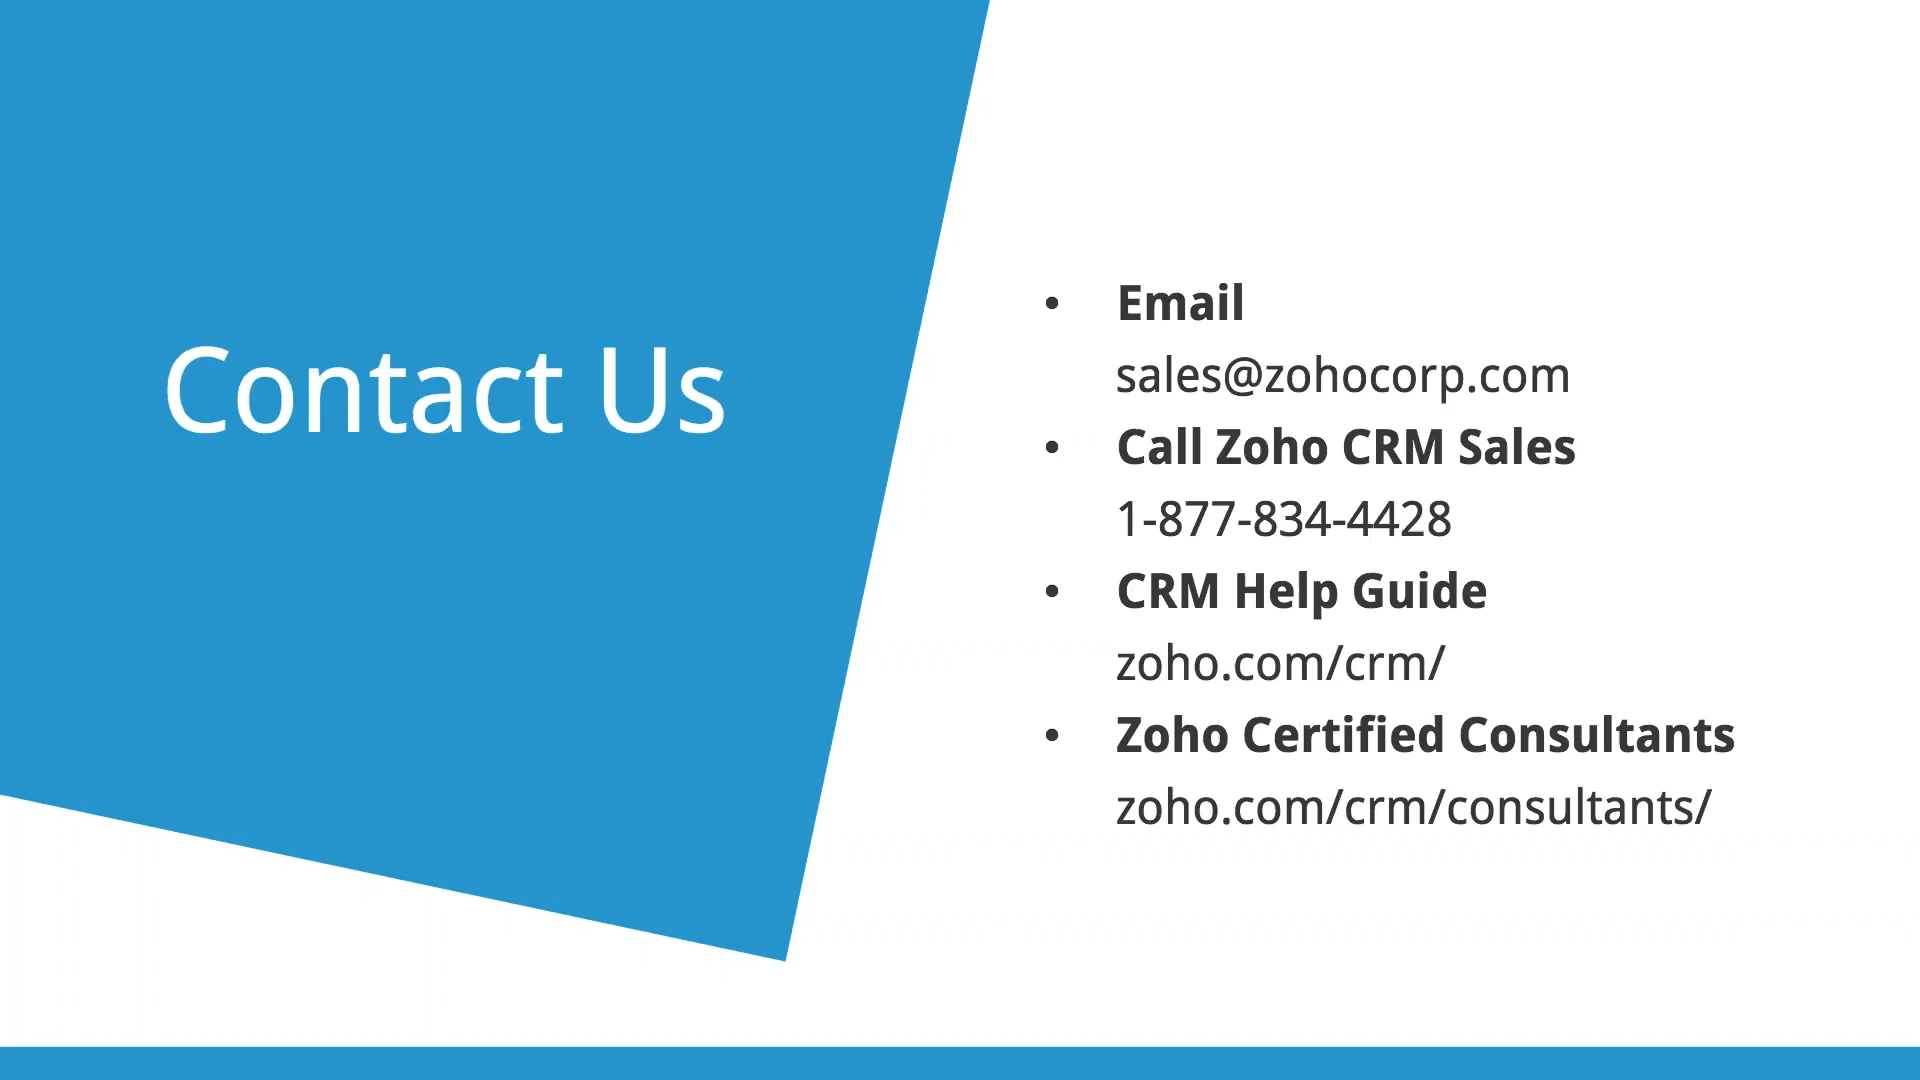 Contact Us
• Email
sales@zohocorp.com
• Call Zoho CRM Sales
1-877-834-4428
• CRM Help Guide
zoho.com/crm/
• Zoho Certified Consultants
zoho.com/crm/consultants/